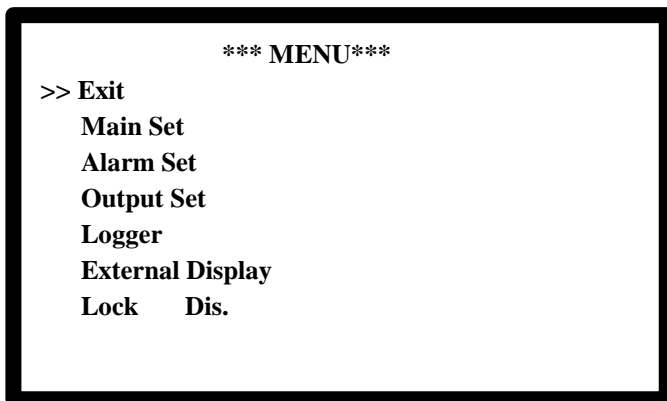 *** MENU***
>> Exit
Main Set
Alarm Set
Output Set
Logger
External Display
Lock Dis.